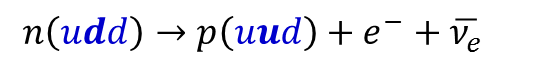 n(udd) → p(uud) + e⁻ + ν̅ₑ